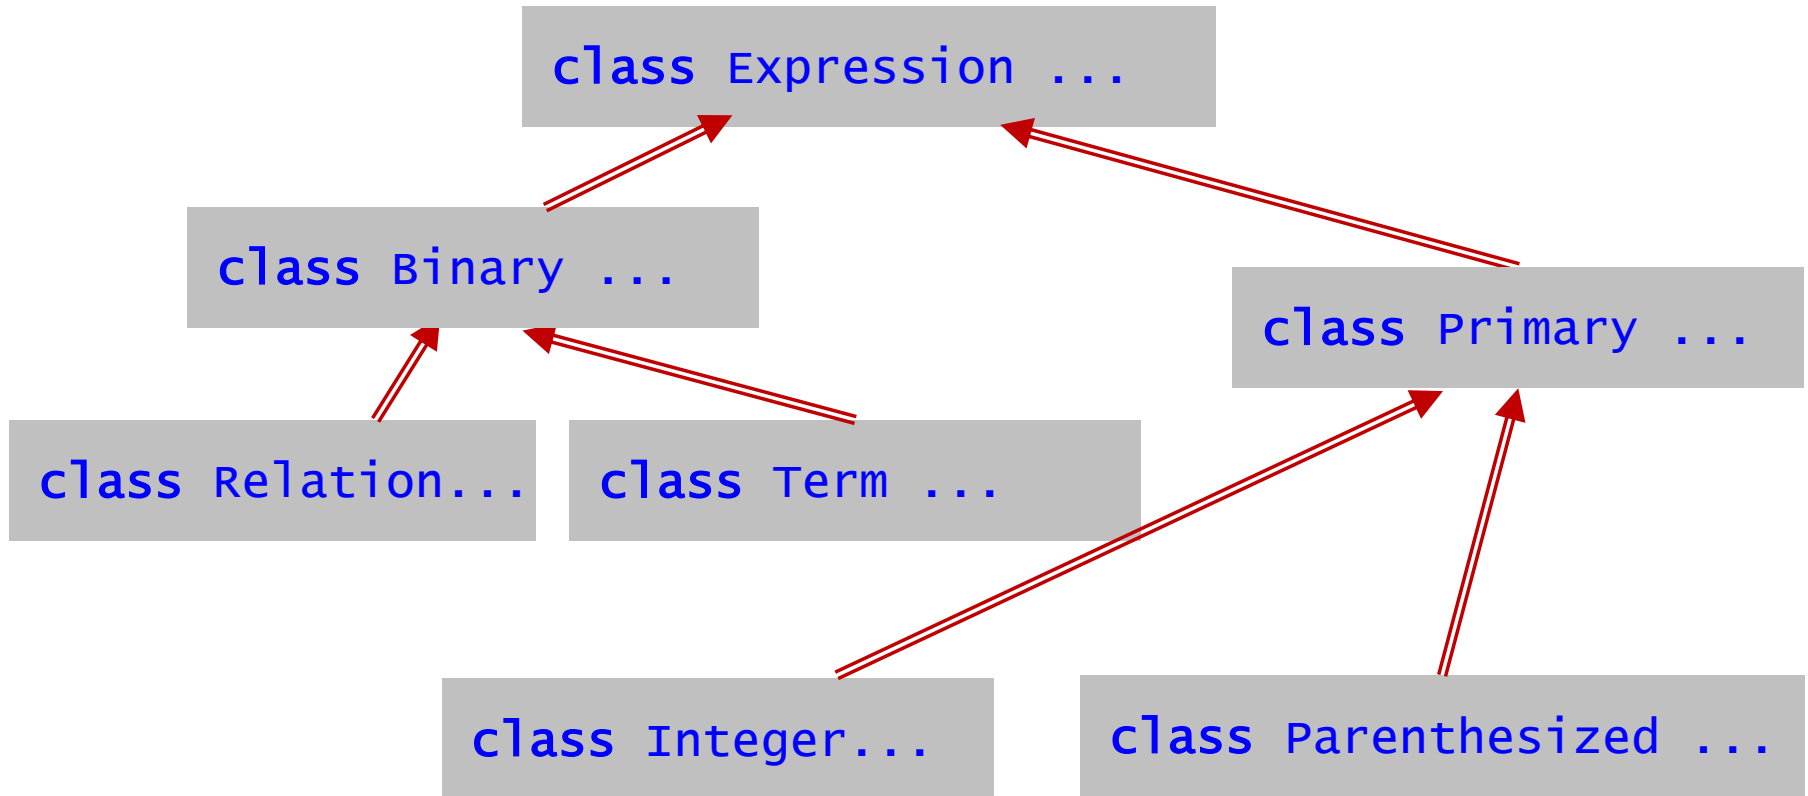 class Expression ...
class Binary ...
class Primary ...
class Relation...
class Term ...
class Integer...
class Parenthesized ...